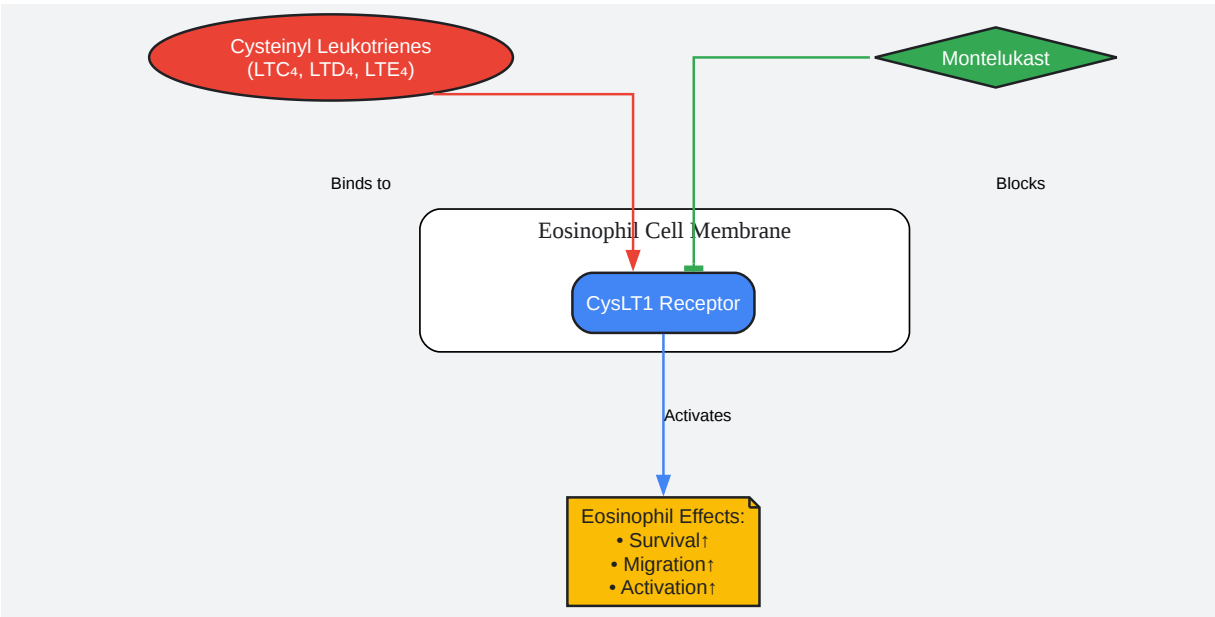 Cysteinyl Leukotrienes
(LTC₄, LTD₄, LTE₄)
Montelukast
Binds to
Blocks
Eosinophil Cell Membrane
CysLT1 Receptor
Activates
Eosinophil Effects:
• Survival↑
• Migration↑
• Activation↑